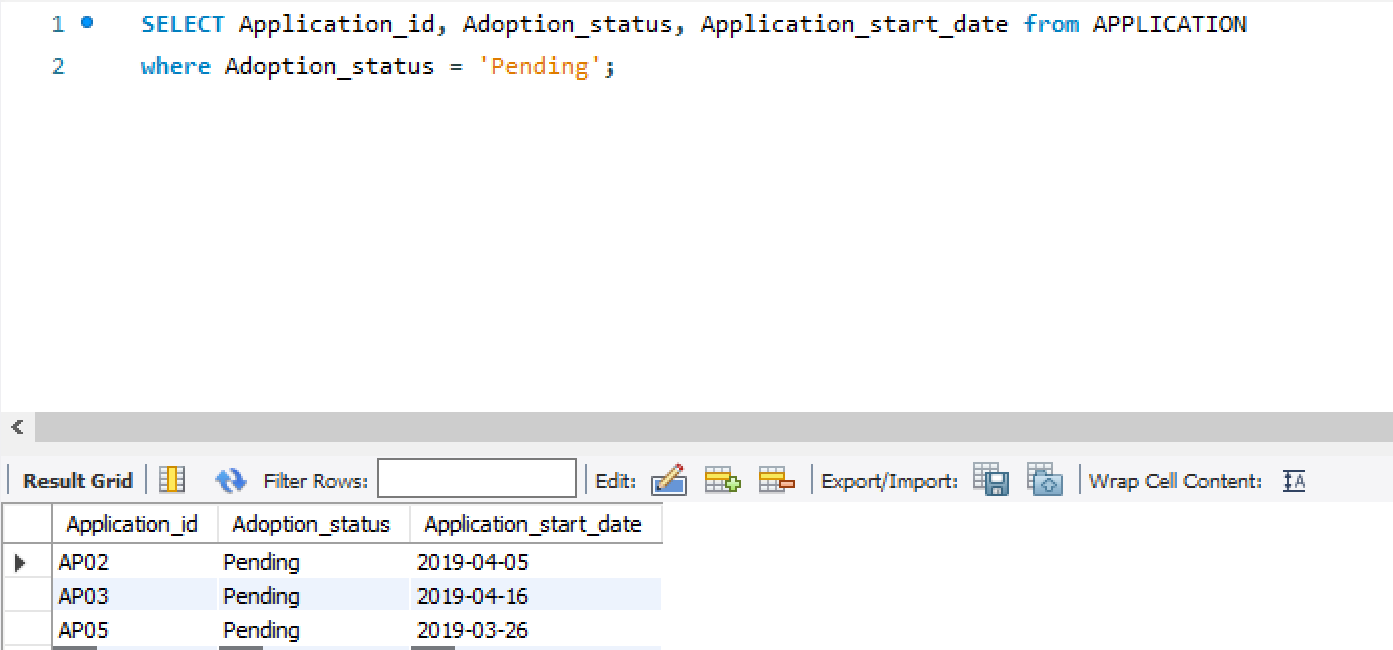 1 SELECT Application_id, Adoption_status, Application_start_date from APPLICATION
2 where Adoption_status = 'Pending';
Result Grid Filter Rows: Edit: Export/Import: Wrap Cell Content: IA
Application_id Adoption_status Application_start_date
AP02 Pending 2019-04-05
AP03 Pending 2019-04-16
AP05 Pending 2019-03-26